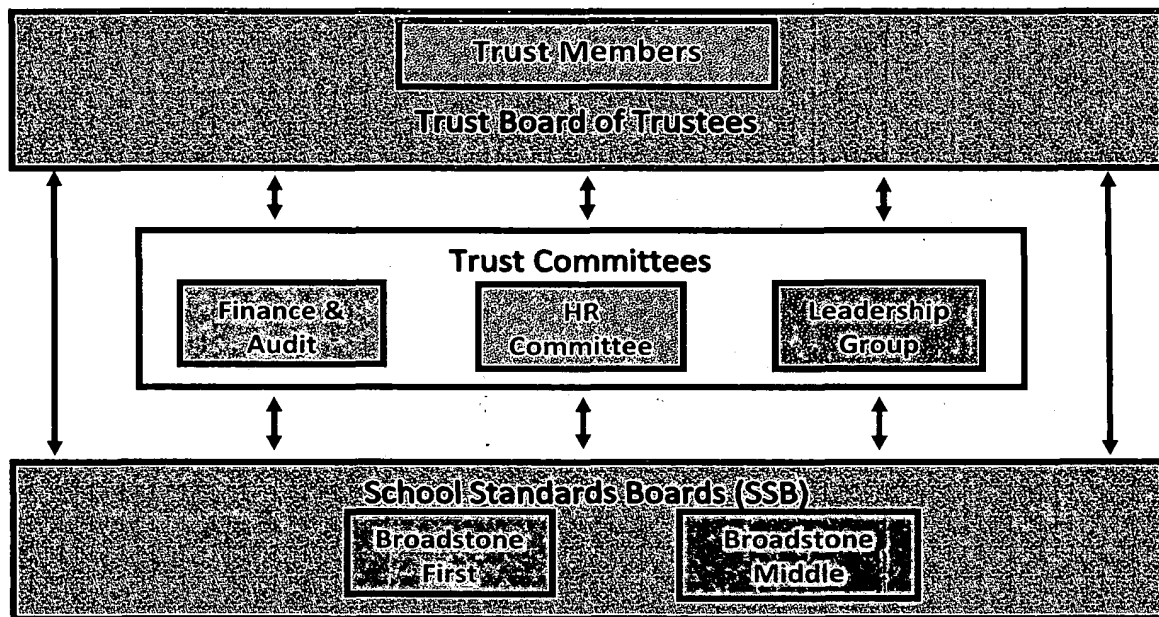 Trust Members
Trust Board of Trustees
Trust Committees
Finance & Audit
HR Committee
Leadership Group
School Standards Boards (SSB)
Broadstone First
Broadstone Middle